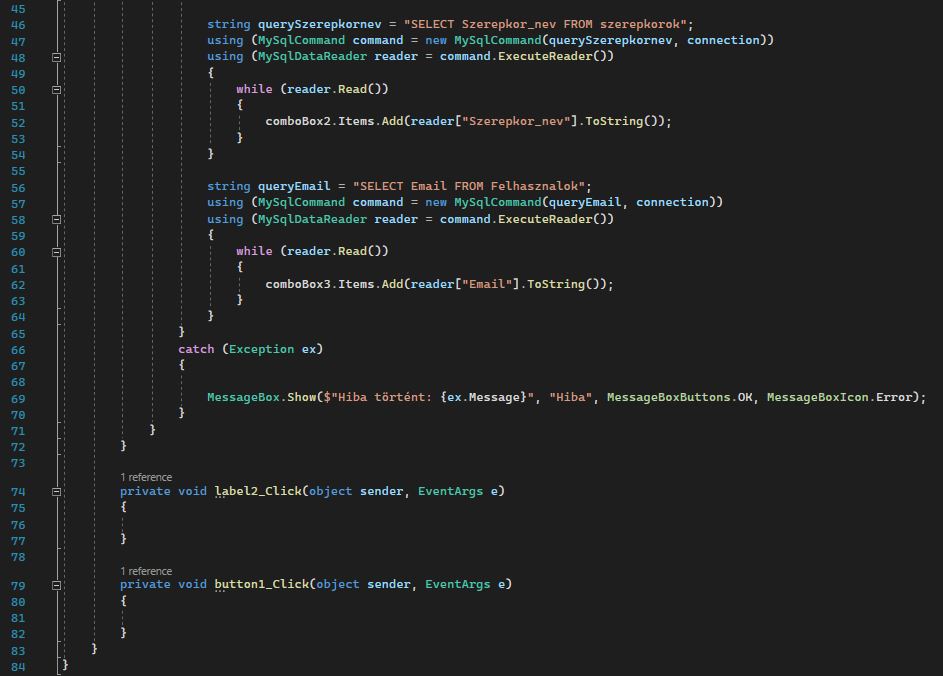 45
46 string querySzerepkornev = "SELECT Szerepkor_nev FROM szerepkorok";
47 using (MySqlCommand command = new MySqlCommand(querySzerepkornev, connection))
48 using (MySqlDataReader reader = command.ExecuteReader())
49 {
50 while (reader.Read())
51 {
52 comboBox2.Items.Add(reader["Szerepkor_nev"].ToString());
53 }
54 }
55
56 string queryEmail = "SELECT Email FROM Felhasznalok";
57 using (MySqlCommand command = new MySqlCommand(queryEmail, connection))
58 using (MySqlDataReader reader = command.ExecuteReader())
59 {
60 while (reader.Read())
61 {
62 comboBox3.Items.Add(reader["Email"].ToString());
63 }
64 }
65 }
66 catch (Exception ex)
67 {
68
69 MessageBox.Show($"Hiba történt: {ex.Message}", "Hiba", MessageBoxButtons.OK, MessageBoxIcon.Error);
70 }
71 }
72 }
73
1 reference
74 private void label2_Click(object sender, EventArgs e)
75 {
76
77 }
78
1 reference
79 private void button1_Click(object sender, EventArgs e)
80 {
81
82 }
83 }
84 }